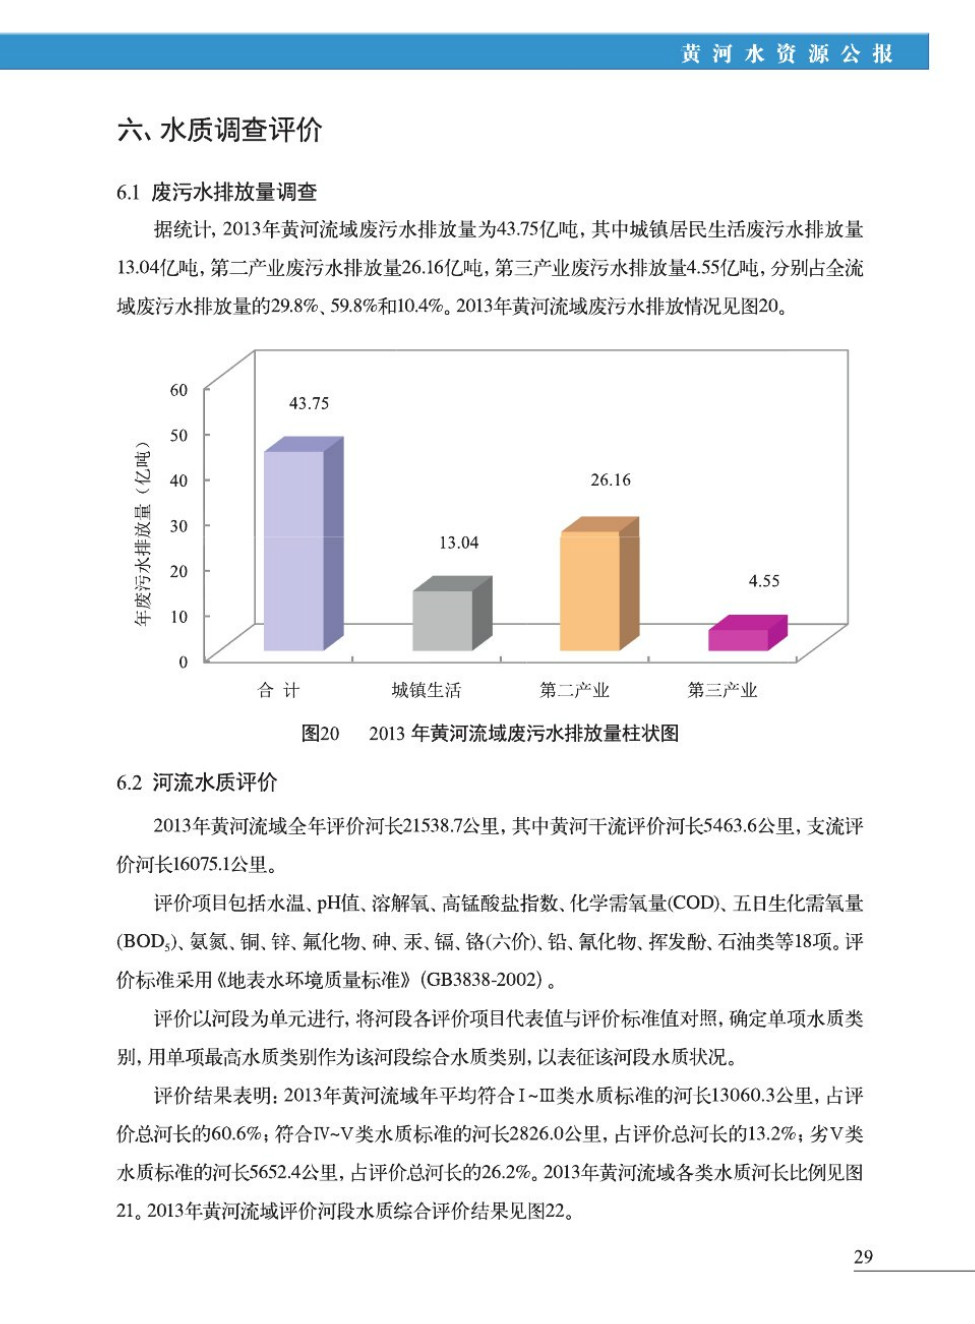 黄河水资源公报
六、水质调查评价
6.1 废污水排放量调查
据统计, 2013年黄河流域废污水排放量为43.75亿吨, 其中城镇居民生活废污水排放量
13.04亿吨, 第二产业废污水排放量26.16亿吨, 第三产业废污水排放量4.55亿吨, 分别占全流
域废污水排放量的29.8%、59.8%和10.4%。2013年黄河流域废污水排放情况见图20。
年废污水排放量（亿吨）
60
50
40
30
20
10
0
43.75
13.04
26.16
4.55
合 计
城镇生活
第二产业
第三产业
图20 2013 年黄河流域废污水排放量柱状图
6.2 河流水质评价
2013年黄河流域全年评价河长21538.7公里, 其中黄河干流评价河长5463.6公里, 支流评
价河长16075.1公里。
评价项目包括水温、pH值、溶解氧、高锰酸盐指数、化学需氧量(COD)、五日生化需氧量
(BOD₅)、氨氮、铜、锌、氟化物、砷、汞、镉、铬(六价)、铅、氰化物、挥发酚、石油类等18项。评
价标准采用《地表水环境质量标准》(GB3838-2002) 。
评价以河段为单元进行, 将河段各评价项目代表值与评价标准值对照, 确定单项水质类
别, 用单项最高水质类别作为该河段综合水质类别, 以表征该河段水质状况。
评价结果表明: 2013年黄河流域年平均符合Ⅰ~Ⅲ类水质标准的河长13060.3公里, 占评
价总河长的60.6%; 符合Ⅳ~Ⅴ类水质标准的河长2826.0公里, 占评价总河长的13.2%; 劣Ⅴ类
水质标准的河长5652.4公里, 占评价总河长的26.2%。2013年黄河流域各类水质河长比例见图
21。2013年黄河流域评价河段水质综合评价结果见图22。
29